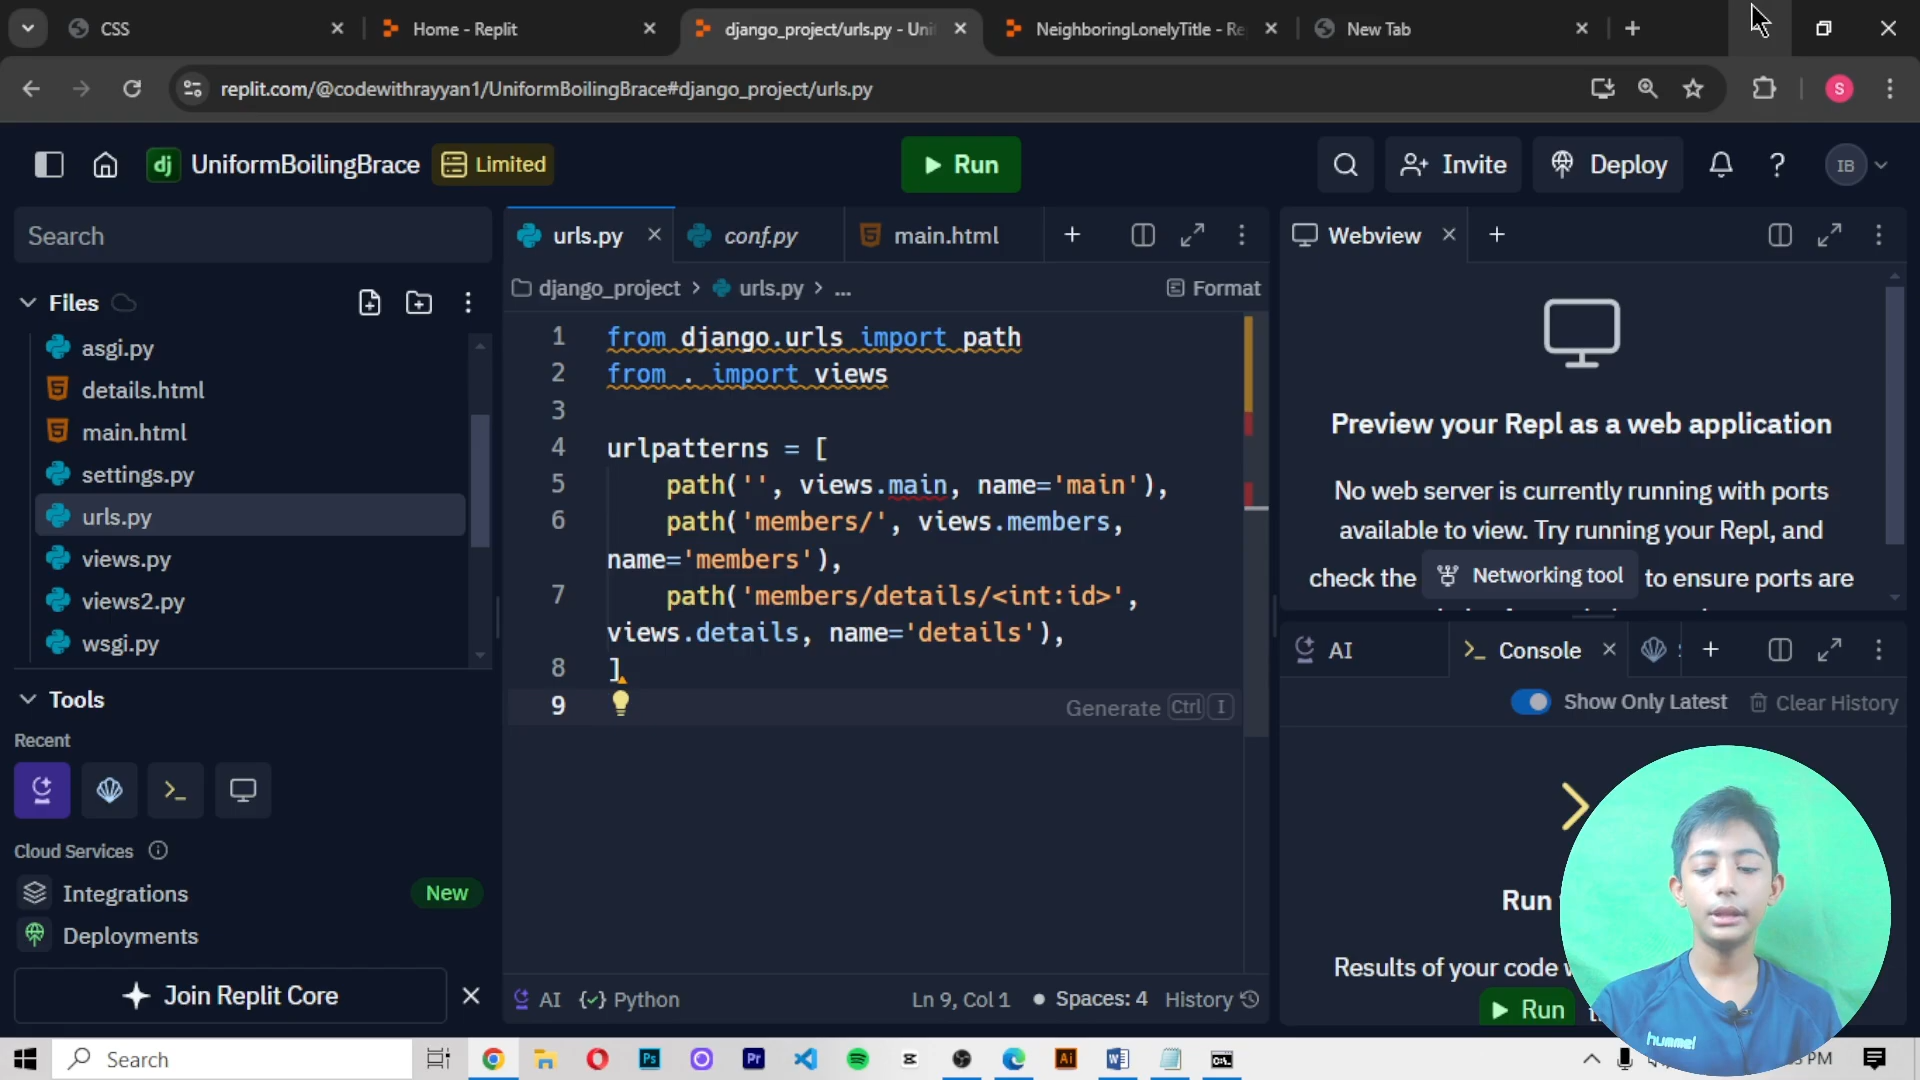 CSS
Home - Replit
django_project/urls.py - Uni
NeighboringLonelyTitle - Re
New Tab
replit.com/@codewithrayyan1/UniformBoilingBrace#django_project/urls.py
S
dj UniformBoilingBrace
Limited
Run
Invite
Deploy
IB
Search
Files
asgi.py
details.html
main.html
settings.py
urls.py
views.py
views2.py
wsgi.py
Tools
Recent
Cloud Services
Integrations New
Deployments
Join Replit Core
urls.py
conf.py
main.html
django_project > urls.py > ...
Format
1 from django.urls import path
2 from . import views
3
4 urlpatterns = [
5 path('', views.main, name='main'),
6 path('members/', views.members,
name='members'),
7 path('members/details/<int:id>',
views.details, name='details'),
8 ]
9
Generate Ctrl I
AI Python
Ln 9, Col 1
Spaces: 4
History
Webview
Preview your Repl as a web application
No web server is currently running with ports
available to view. Try running your Repl, and
check the Networking tool to ensure ports are
AI
Console
Show Only Latest
Clear History
Run
Results of your code
Run
hummel
Search
Ps
Pr
Ai
PM